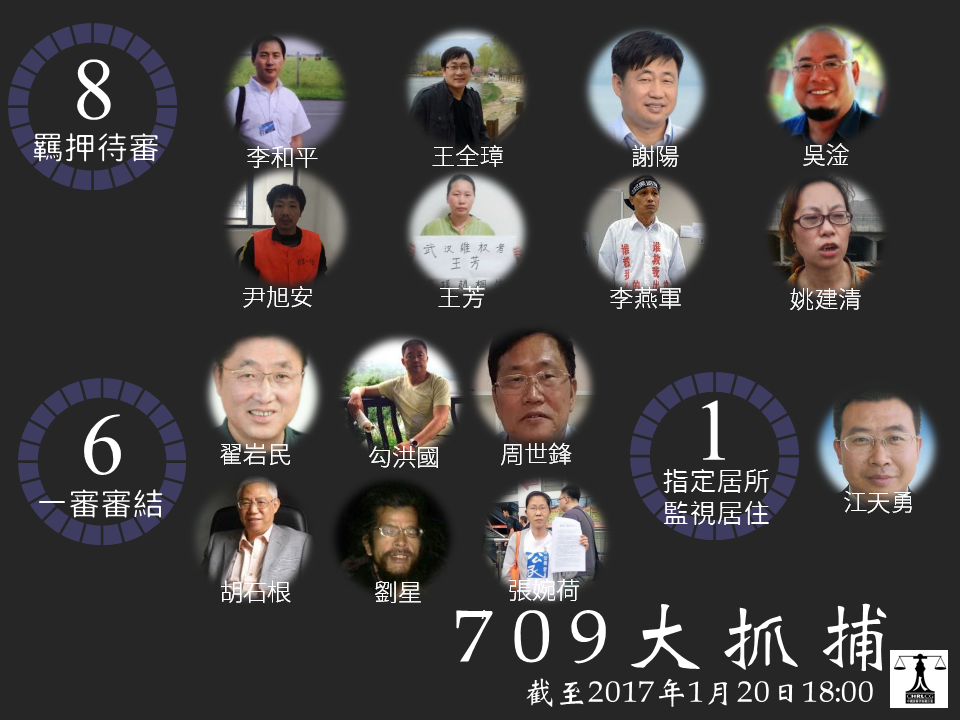 8
羈押待審
李和平
王全璋
謝陽
吳淦
武汉维权者
王芳
尹旭安
王芳
李燕軍
姚建清
6
一審審結
翟岩民
勾洪國
周世鋒
胡石根
劉星
張婉荷
1
指定居所
監視居住
江天勇
709大抓捕
截至2017年1月20日18:00
CHRLCG